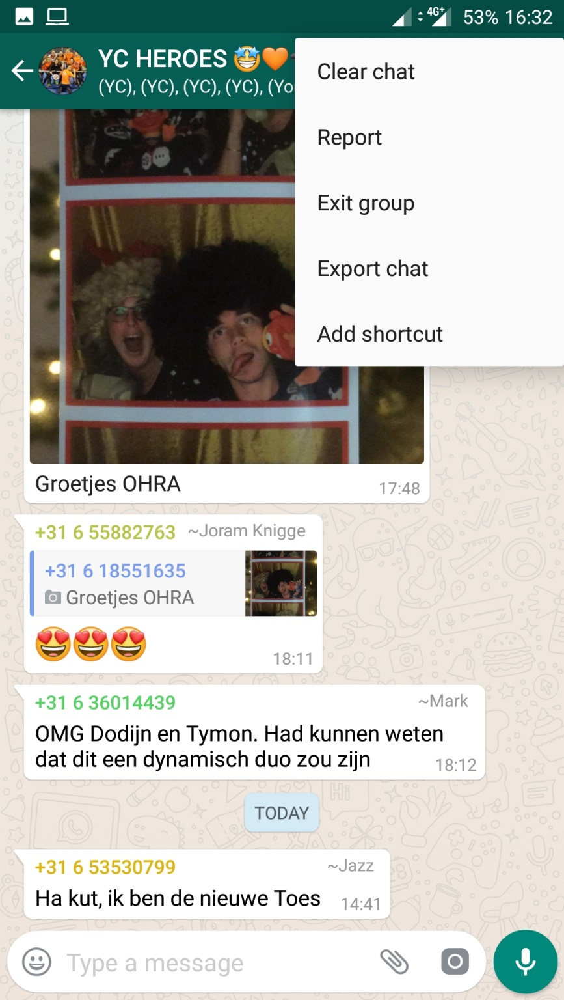 4G+ 53% 16:32
YC HEROES 🤩🧡
(YC), (YC), (YC), (YC), (You
Clear chat
Report
Exit group
Export chat
Add shortcut
Groetjes OHRA 17:48
+31 6 55882763 ~Joram Knigge
+31 6 18551635
Groetjes OHRA
😍😍😍 18:11
+31 6 36014439 ~Mark
OMG Dodijn en Tymon. Had kunnen weten
dat dit een dynamisch duo zou zijn 18:12
TODAY
+31 6 53530799 ~Jazz
Ha kut, ik ben de nieuwe Toes 14:41
Type a message